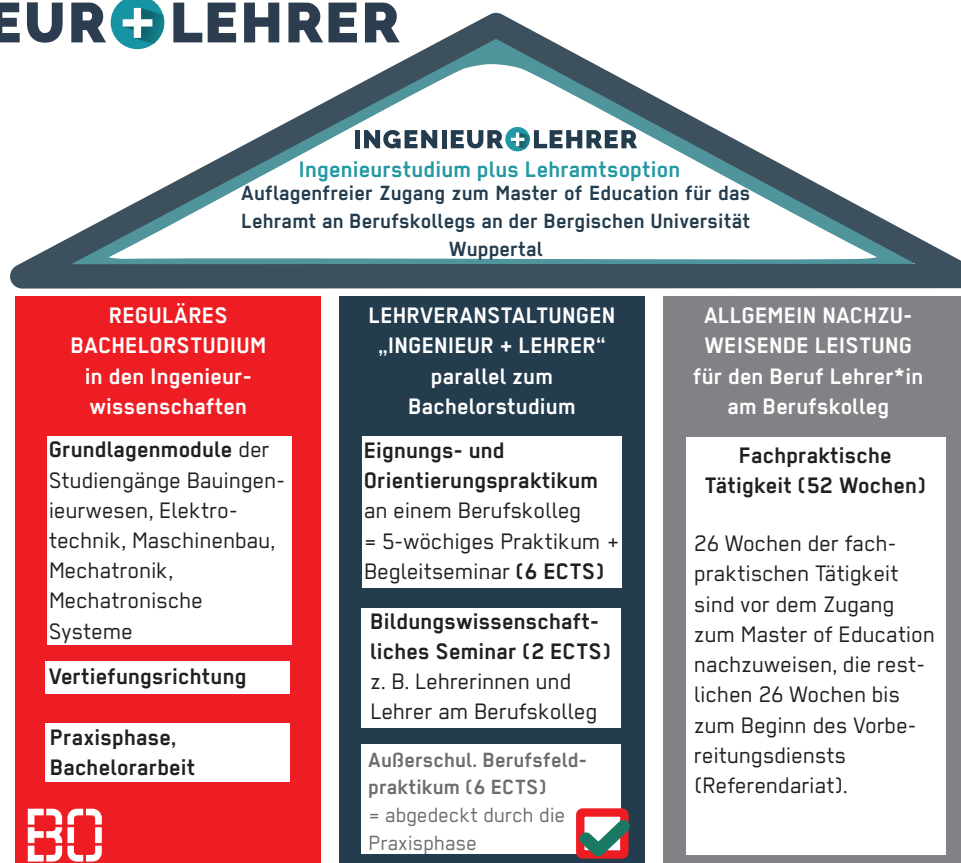 EUR+LEHRER
INGENIEUR+LEHRER
Ingenieurstudium plus Lehramtsoption
Auflagenfreier Zugang zum Master of Education für das
Lehramt an Berufskollegs an der Bergischen Universität
Wuppertal
REGULÄRES
BACHELORSTUDIUM
in den Ingenieur-
wissenschaften
Grundlagenmodule der
Studiengänge Bauingen-
ieurwesen, Elektro-
technik, Maschinenbau,
Mechatronik,
Mechatronische
Systeme
Vertiefungsrichtung
Praxisphase,
Bachelorarbeit
BO
LEHRVERANSTALTUNGEN
„INGENIEUR + LEHRER“
parallel zum
Bachelorstudium
Eignungs- und
Orientierungspraktikum
an einem Berufskolleg
= 5-wöchiges Praktikum +
Begleitseminar (6 ECTS)
Bildungswissenschaft-
liches Seminar (2 ECTS)
z. B. Lehrerinnen und
Lehrer am Berufskolleg
Außerschul. Berufsfeld-
praktikum (6 ECTS)
= abgedeckt durch die
Praxisphase
ALLGEMEIN NACHZU-
WEISENDE LEISTUNG
für den Beruf Lehrer*in
am Berufskolleg
Fachpraktische
Tätigkeit (52 Wochen)
26 Wochen der fach-
praktischen Tätigkeit
sind vor dem Zugang
zum Master of Education
nachzuweisen, die rest-
lichen 26 Wochen bis
zum Beginn des Vorbe-
reitungsdiensts
(Referendariat).